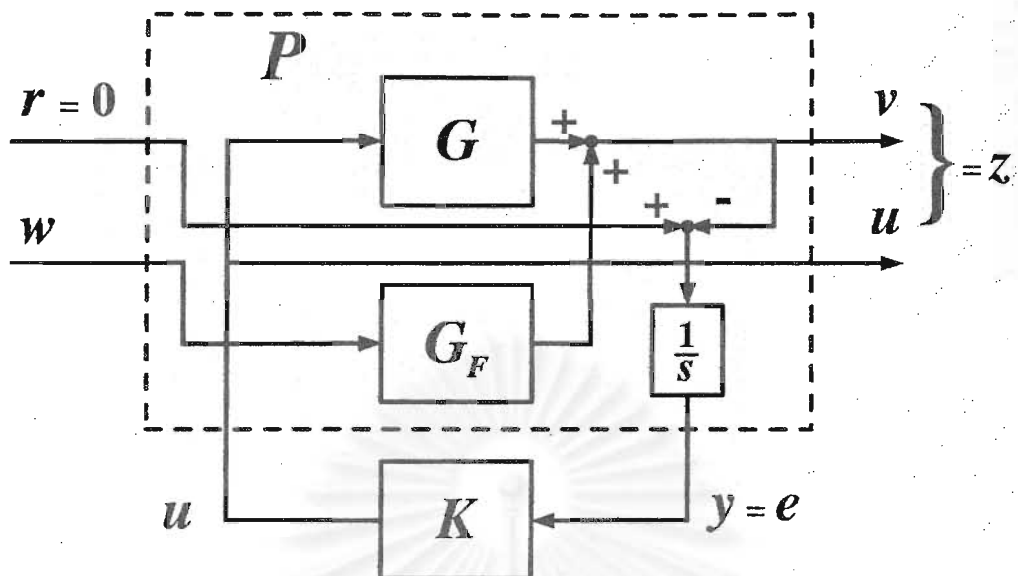 P
r = 0
G
+
+
v
} = z
w
+
-
u
G_F
1/s
u
K
y = e